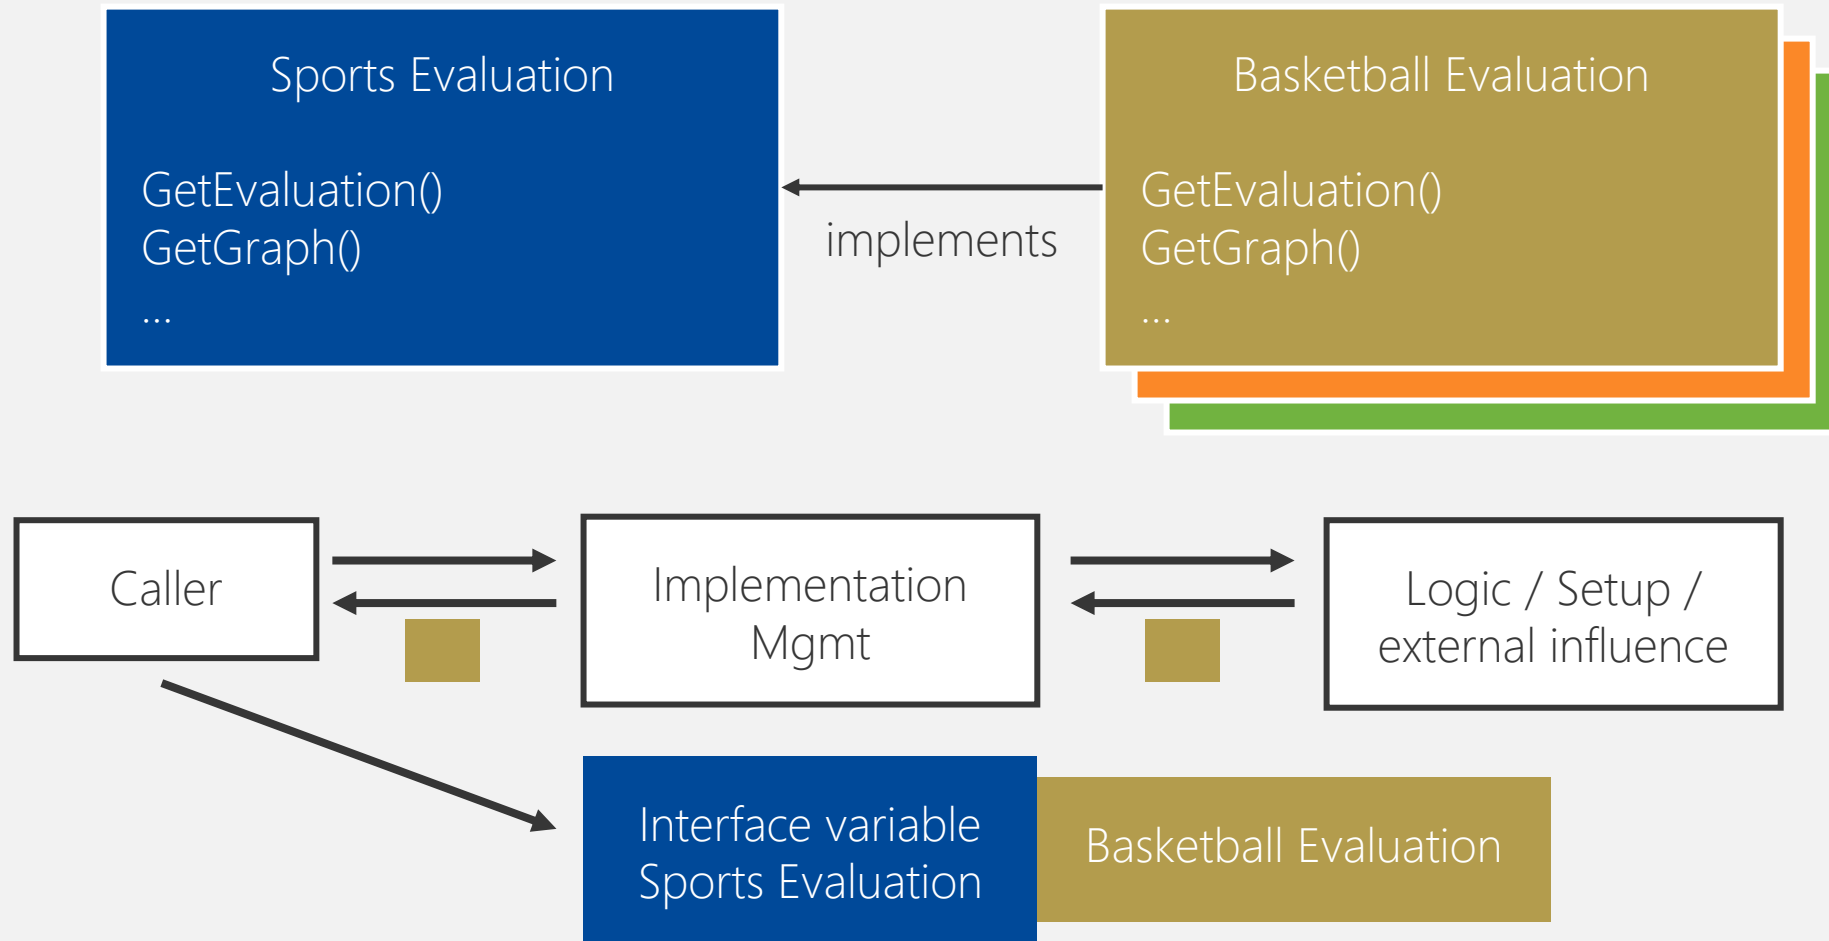 Sports Evaluation
GetEvaluation()
GetGraph()
...
implements
Basketball Evaluation
GetEvaluation()
GetGraph()
...
Caller
Implementation
Mgmt
Logic / Setup /
external influence
Interface variable
Sports Evaluation
Basketball Evaluation